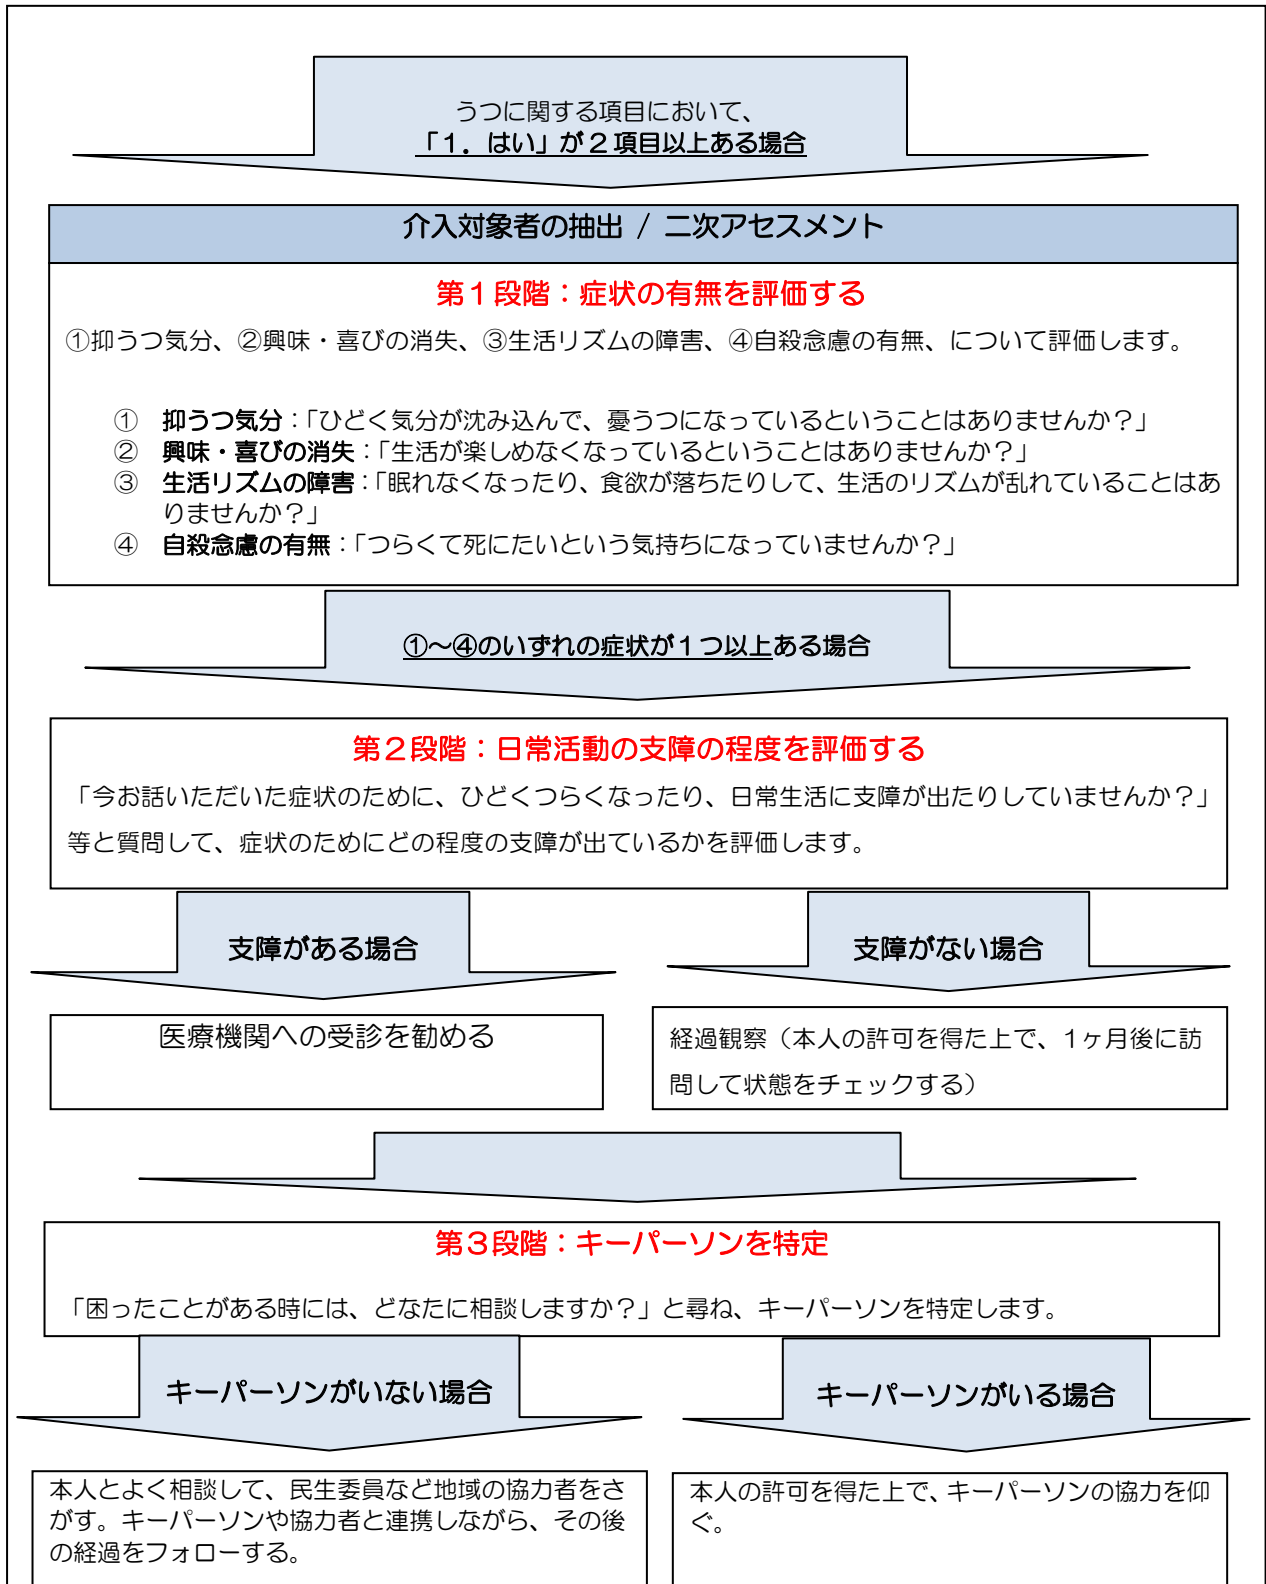 うつに関する項目において、
「１．はい」が２項目以上ある場合
介入対象者の抽出 / 二次アセスメント
第１段階：症状の有無を評価する
①抑うつ気分、②興味・喜びの消失、③生活リズムの障害、④自殺念慮の有無、について評価します。
① 抑うつ気分：「ひどく気分が沈み込んで、憂うつになっているということはありませんか？」
② 興味・喜びの消失：「生活が楽しめなくなっているということはありませんか？」
③ 生活リズムの障害：「眠れなくなったり、食欲が落ちたりして、生活のリズムが乱れていることはあ
りませんか？」
④ 自殺念慮の有無：「つらくて死にたいという気持ちになっていませんか？」
①～④のいずれの症状が１つ以上ある場合
第２段階：日常活動の支障の程度を評価する
「今お話いただいた症状のために、ひどくつらくなったり、日常生活に支障が出たりしていませんか？」
等と質問して、症状のためにどの程度の支障が出ているかを評価します。
支障がある場合
支障がない場合
医療機関への受診を勧める
経過観察（本人の許可を得た上で、1ヶ月後に訪
問して状態をチェックする）
第３段階：キーパーソンを特定
「困ったことがある時には、どなたに相談しますか？」と尋ね、キーパーソンを特定します。
キーパーソンがいない場合
キーパーソンがいる場合
本人とよく相談して、民生委員など地域の協力者をさ
がす。キーパーソンや協力者と連携しながら、その後
の経過をフォローする。
本人の許可を得た上で、キーパーソンの協力を仰
ぐ。